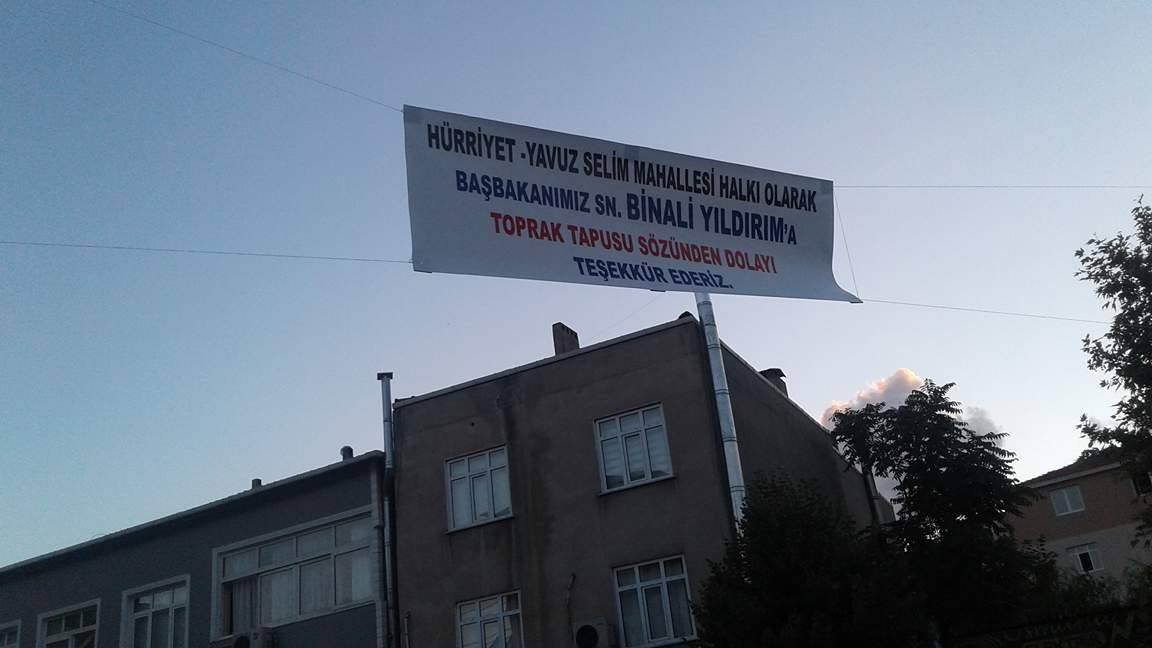 HÜRRİYET -YAVUZ SELİM MAHALLESİ HALKI OLARAK
BAŞBAKANIMIZ SN. BİNALİ YILDIRIM'A
TOPRAK TAPUSU SÖZÜNDEN DOLAYI
TEŞEKKÜR EDERİZ.